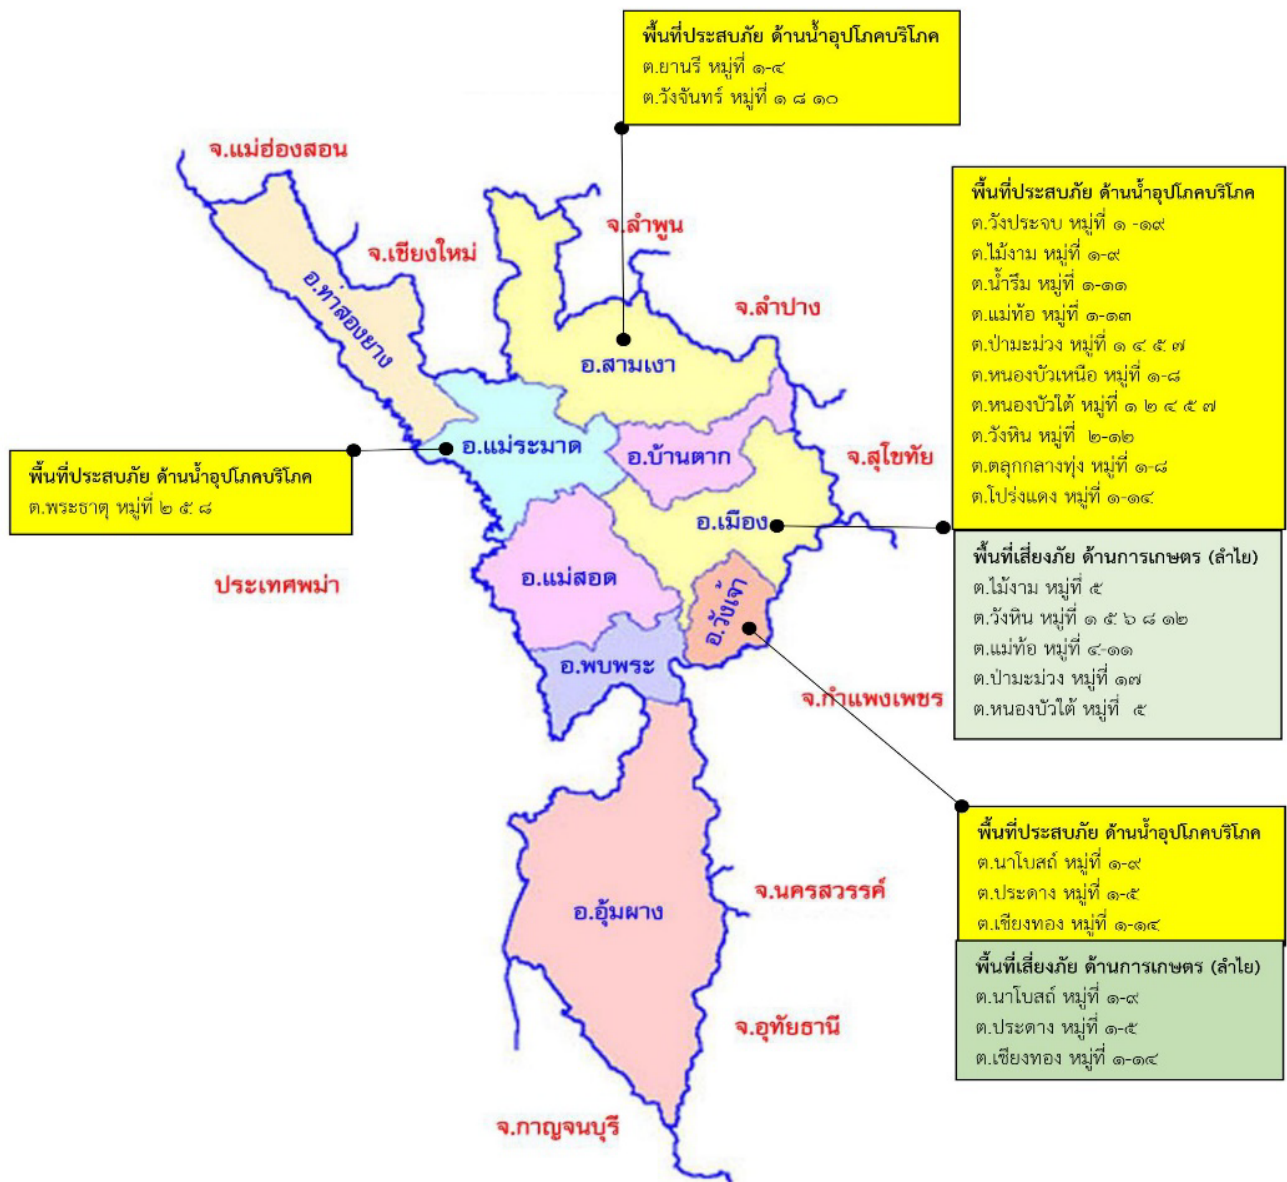 พื้นที่ประสบภัย ด้านน้ำอุปโภคบริโภค
ต.ยานรี หมู่ที่ ๑-๔
ต.วังจันทร์ หมู่ที่ ๑ ๘ ๑๐
จ.แม่ฮ่องสอน
จ.เชียงใหม่
จ.ลำพูน
จ.ลำปาง
อ.ท่าสองยาง
อ.สามเงา
อ.แม่ระมาด
อ.บ้านตาก
จ.สุโขทัย
อ.เมือง
อ.แม่สอด
อ.วังเจ้า
อ.พบพระ
ประเทศพม่า
จ.กำแพงเพชร
อ.อุ้มผาง
จ.นครสวรรค์
จ.อุทัยธานี
จ.กาญจนบุรี
พื้นที่ประสบภัย ด้านน้ำอุปโภคบริโภค
ต.พระธาตุ หมู่ที่ ๒ ๕ ๘
พื้นที่ประสบภัย ด้านน้ำอุปโภคบริโภค
ต.วังประจบ หมู่ที่ ๑ -๑๙
ต.ไม้งาม หมู่ที่ ๑-๙
ต.น้ำรึม หมู่ที่ ๑-๑๑
ต.แม่ท้อ หมู่ที่ ๑-๑๓
ต.ป่ามะม่วง หมู่ที่ ๑ ๔ ๕ ๗
ต.หนองบัวเหนือ หมู่ที่ ๑-๘
ต.หนองบัวใต้ หมู่ที่ ๑ ๒ ๔ ๕ ๗
ต.วังหิน หมู่ที่ ๒-๑๒
ต.ตลุกกลางทุ่ง หมู่ที่ ๑-๘
ต.โป่งแดง หมู่ที่ ๑-๑๔
พื้นที่เสี่ยงภัย ด้านการเกษตร (ลำไย)
ต.ไม้งาม หมู่ที่ ๕
ต.วังหิน หมู่ที่ ๑ ๕ ๖ ๘ ๑๒
ต.แม่ท้อ หมู่ที่ ๔-๑๑
ต.ป่ามะม่วง หมู่ที่ ๑๗
ต.หนองบัวใต้ หมู่ที่ ๕
พื้นที่ประสบภัย ด้านน้ำอุปโภคบริโภค
ต.นาโบสถ์ หมู่ที่ ๑-๙
ต.ประดาง หมู่ที่ ๑-๕
ต.เชียงทอง หมู่ที่ ๑-๑๔
พื้นที่เสี่ยงภัย ด้านการเกษตร (ลำไย)
ต.นาโบสถ์ หมู่ที่ ๑-๙
ต.ประดาง หมู่ที่ ๑-๕
ต.เชียงทอง หมู่ที่ ๑-๑๔